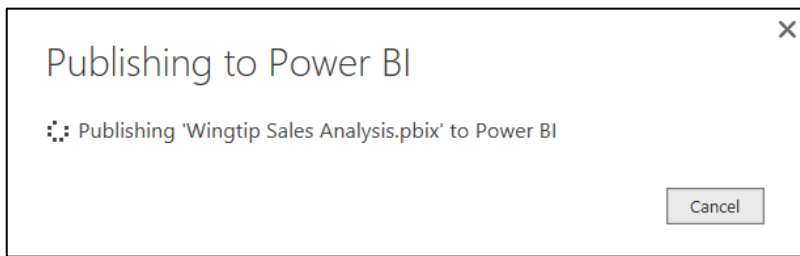 Publishing to Power BI
Publishing 'Wingtip Sales Analysis.pbix' to Power BI
Cancel